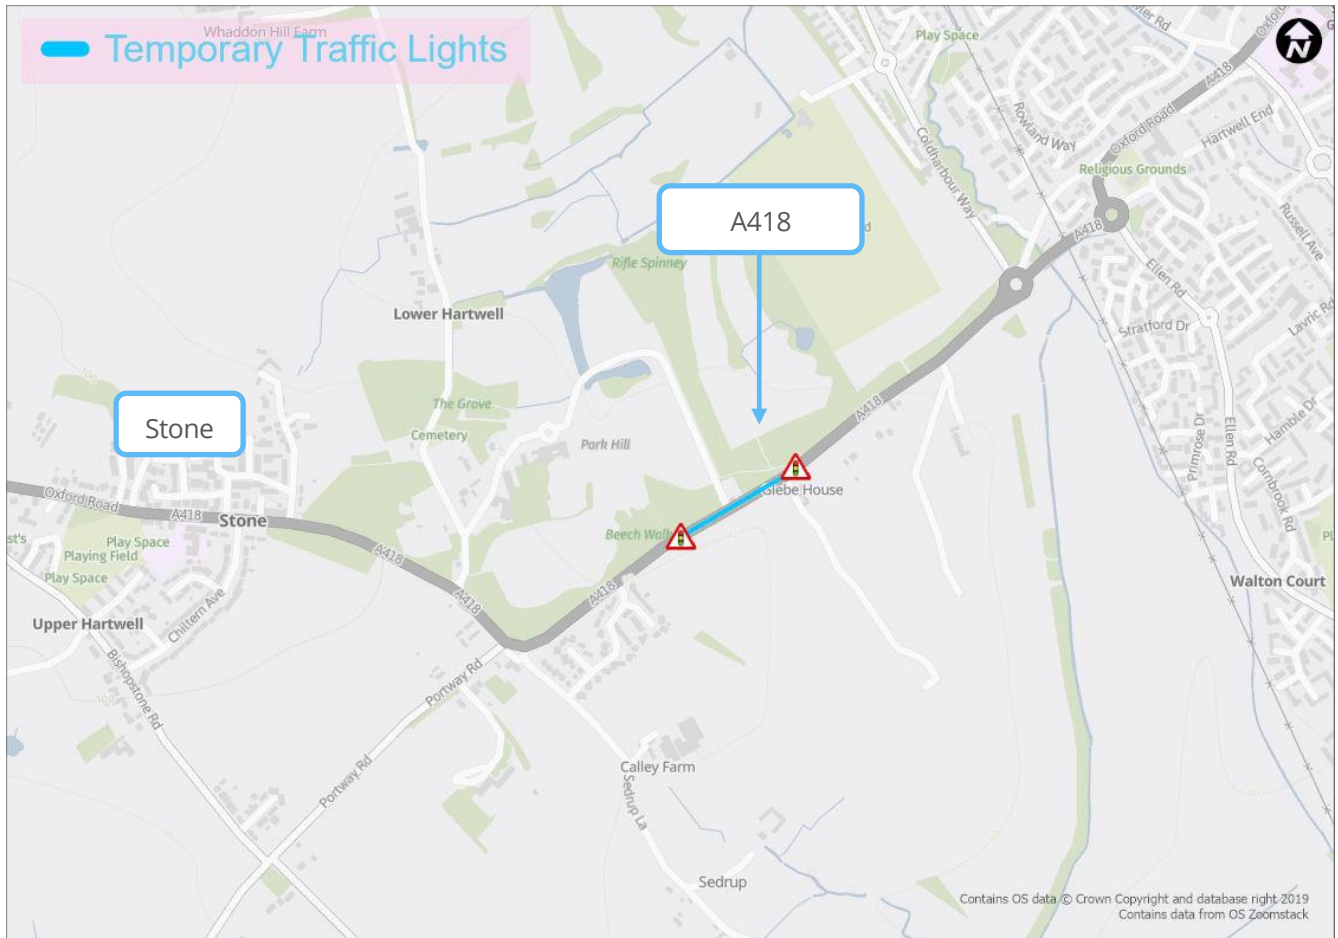 Whaddon Hill Farm
Temporary Traffic Lights
N
Play Space
Oxford Road
A418
Rowland Way
Hartwell End
Coldharbour Way
Religious Grounds
Russell Ave
A418
A418
Rifle Spinney
Ellen Rd
Lower Hartwell
Stratford Dr
Lavric Rd
Stone
The Grove
Cemetery
Park Hill
A418
Primrose Dr
Ellen Rd
Hamble Dr
Cornbrook Rd
Glebe House
Oxford Road
A418
Stone
Beech Walk
Play Space
Playing Field
Play Space
A418
A418
A418
Walton Court
Chiltern Ave
Upper Hartwell
Bishopstone Rd
Portway Rd
100
Portway Rd
Calley Farm
Sedrup La
Sedrup
Contains OS data © Crown Copyright and database right 2019
Contains data from OS Zoomstack